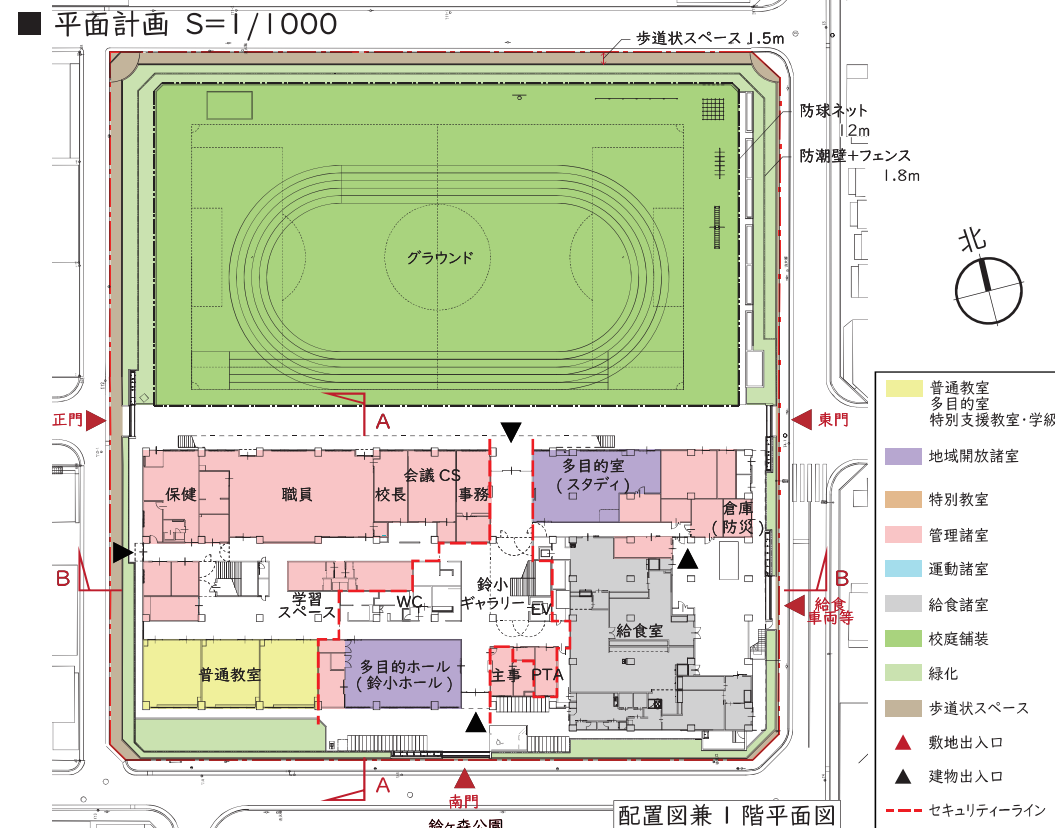 ■ 平面計画 S=1/1000
歩道状スペース 1.5m
防球ネット
12m
防潮壁+フェンス
1.8m
北
グラウンド
正門
A
東門
保健
職員
校長
会議 CS
事務
多目的室
(スタディ)
倉庫
(防災)
B
B
学習
スペース
WC
鈴小
ギャラリー
EV
給食室
給食
車両等
普通教室
多目的ホール
(鈴小ホール)
主事
PTA
A
南門
鈴ヶ森公園
配置図兼1階平面図
普通教室
多目的室
特別支援教室・学級
地域開放諸室
特別教室
管理諸室
運動諸室
給食諸室
校庭舗装
緑化
歩道状スペース
敷地出入口
建物出入口
セキュリティーライン